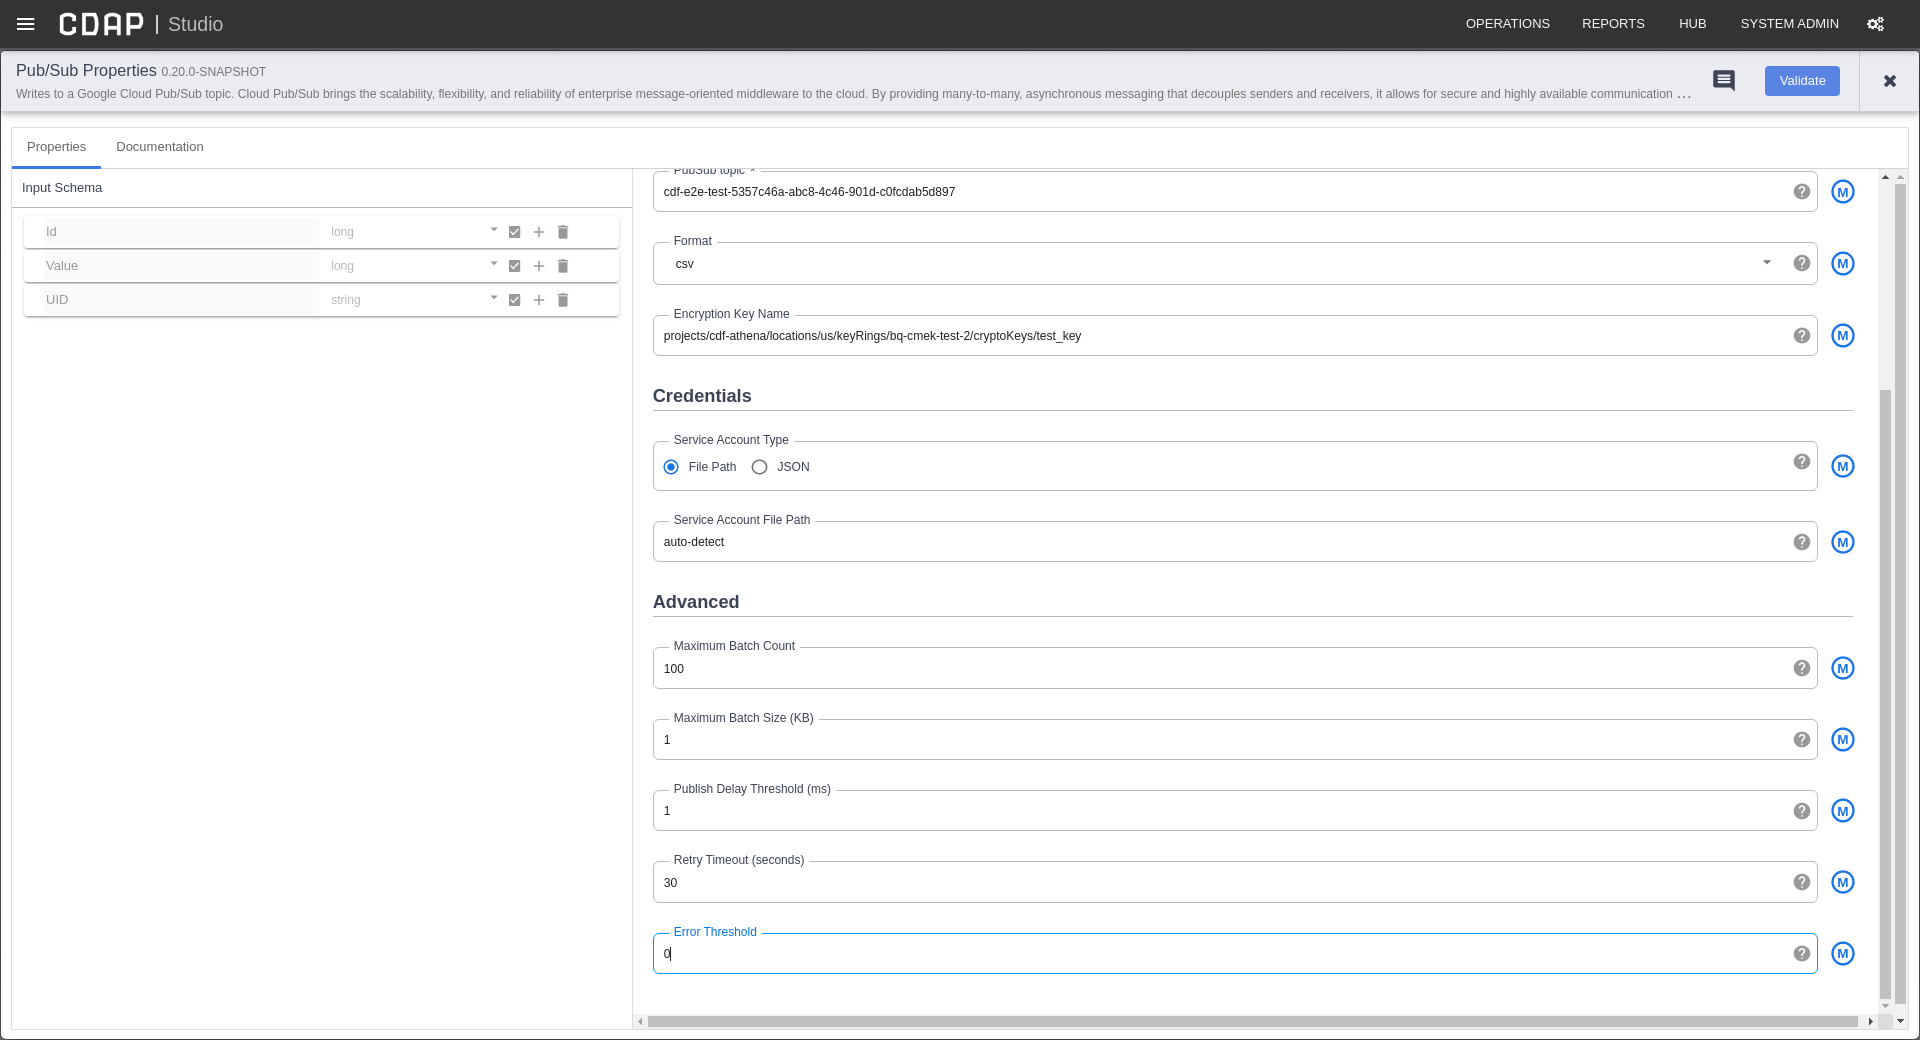 CDAP | Studio
OPERATIONS REPORTS HUB SYSTEM ADMIN
Pub/Sub Properties 0.20.0-SNAPSHOT
Writes to a Google Cloud Pub/Sub topic. Cloud Pub/Sub brings the scalability, flexibility, and reliability of enterprise message-oriented middleware to the cloud. By providing many-to-many, asynchronous messaging that decouples senders and receivers, it allows for secure and highly available communication ...
Validate
Properties Documentation
Input Schema
Id long
Value long
UID string
PubSub topic *
cdf-e2e-test-5357c46a-abc8-4c46-901d-c0fcdab5d897
M
Format
csv
M
Encryption Key Name
projects/cdf-athena/locations/us/keyRings/bq-cmek-test-2/cryptoKeys/test_key
M
Credentials
Service Account Type
File Path JSON
M
Service Account File Path
auto-detect
M
Advanced
Maximum Batch Count
100
M
Maximum Batch Size (KB)
1
M
Publish Delay Threshold (ms)
1
M
Retry Timeout (seconds)
30
M
Error Threshold
0
M